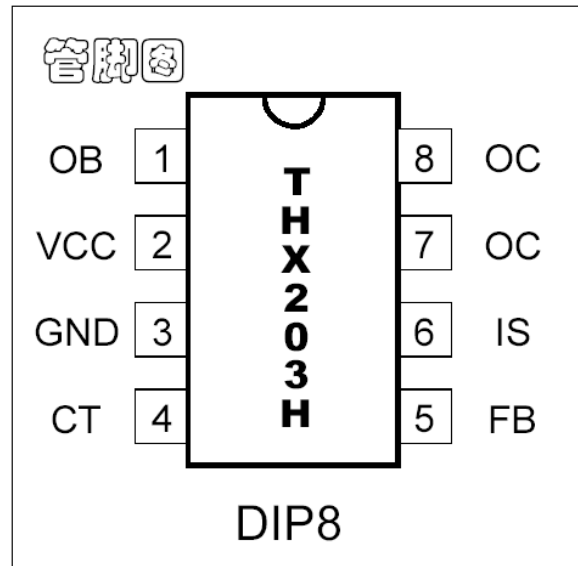 管脚图
OB 1 8 OC
VCC 2 7 OC
GND 3 6 IS
CT 4 5 FB
THX203H
DIP8